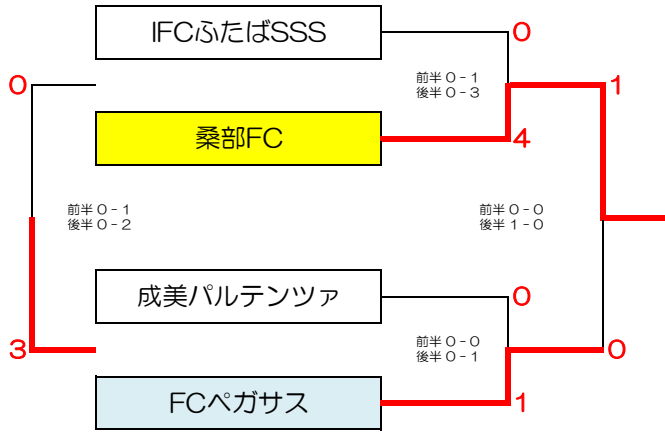 IFCふたばSSS
0
0
前半０－１
後半０－３
1
桑部FC
4
前半０－１
後半０－２
前半０－０
後半１－０
成美パルテンツァ
0
3
前半０－０
後半０－１
0
FCペガサス
1